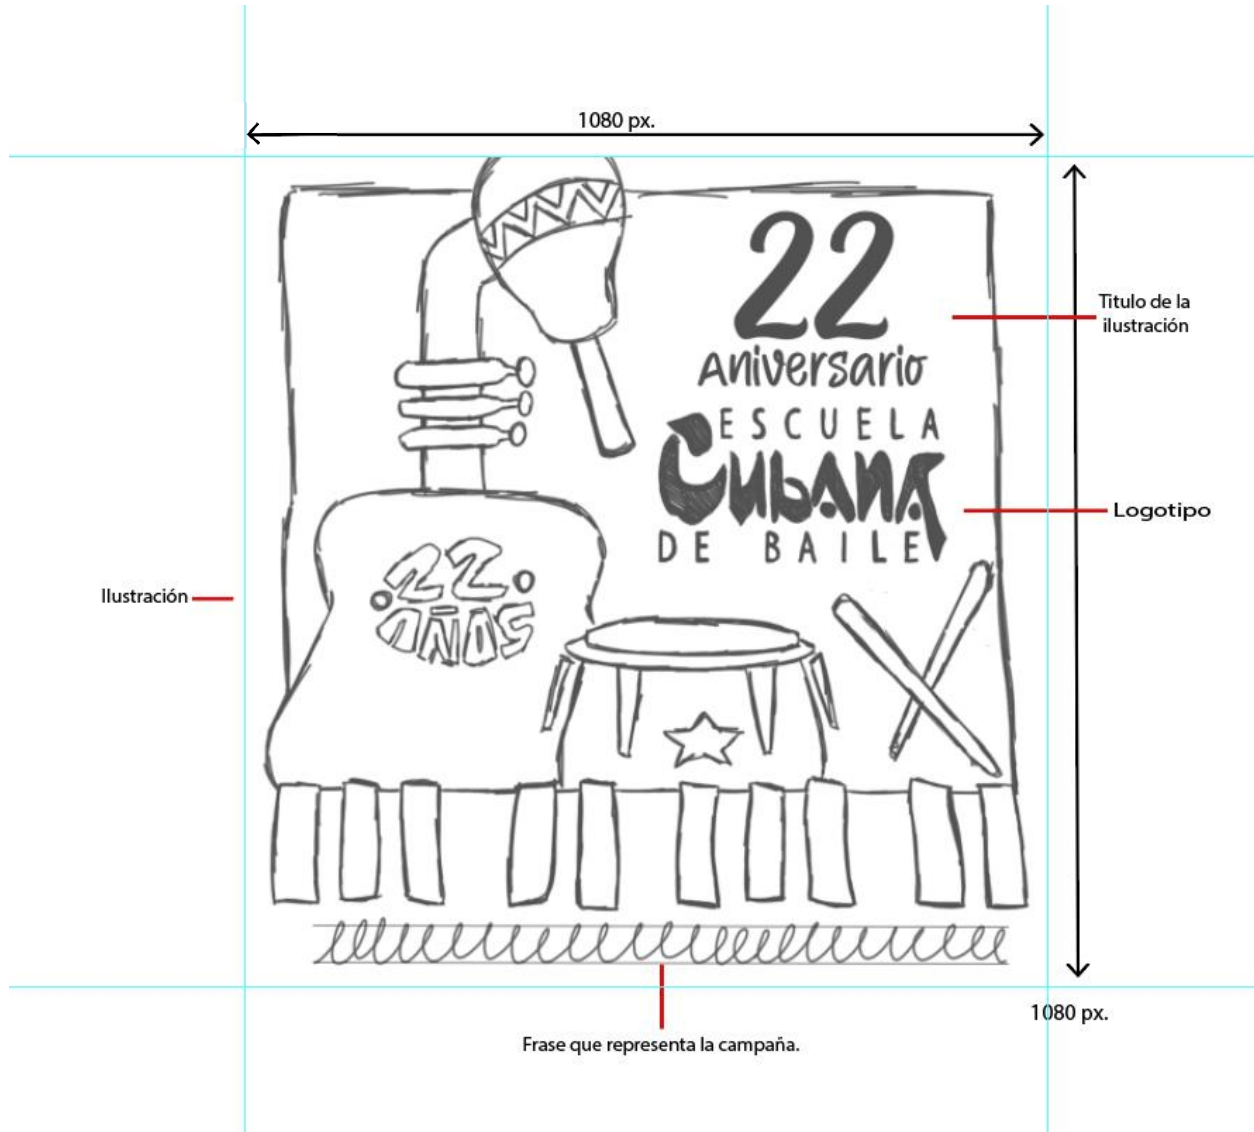 1080 px.
22
Aniversario
ESCUELA
CUBANA
DE BAILE
Titulo de la
ilustración
Logotipo
Ilustración
22
AÑOS
1080 px.
Frase que representa la campaña.